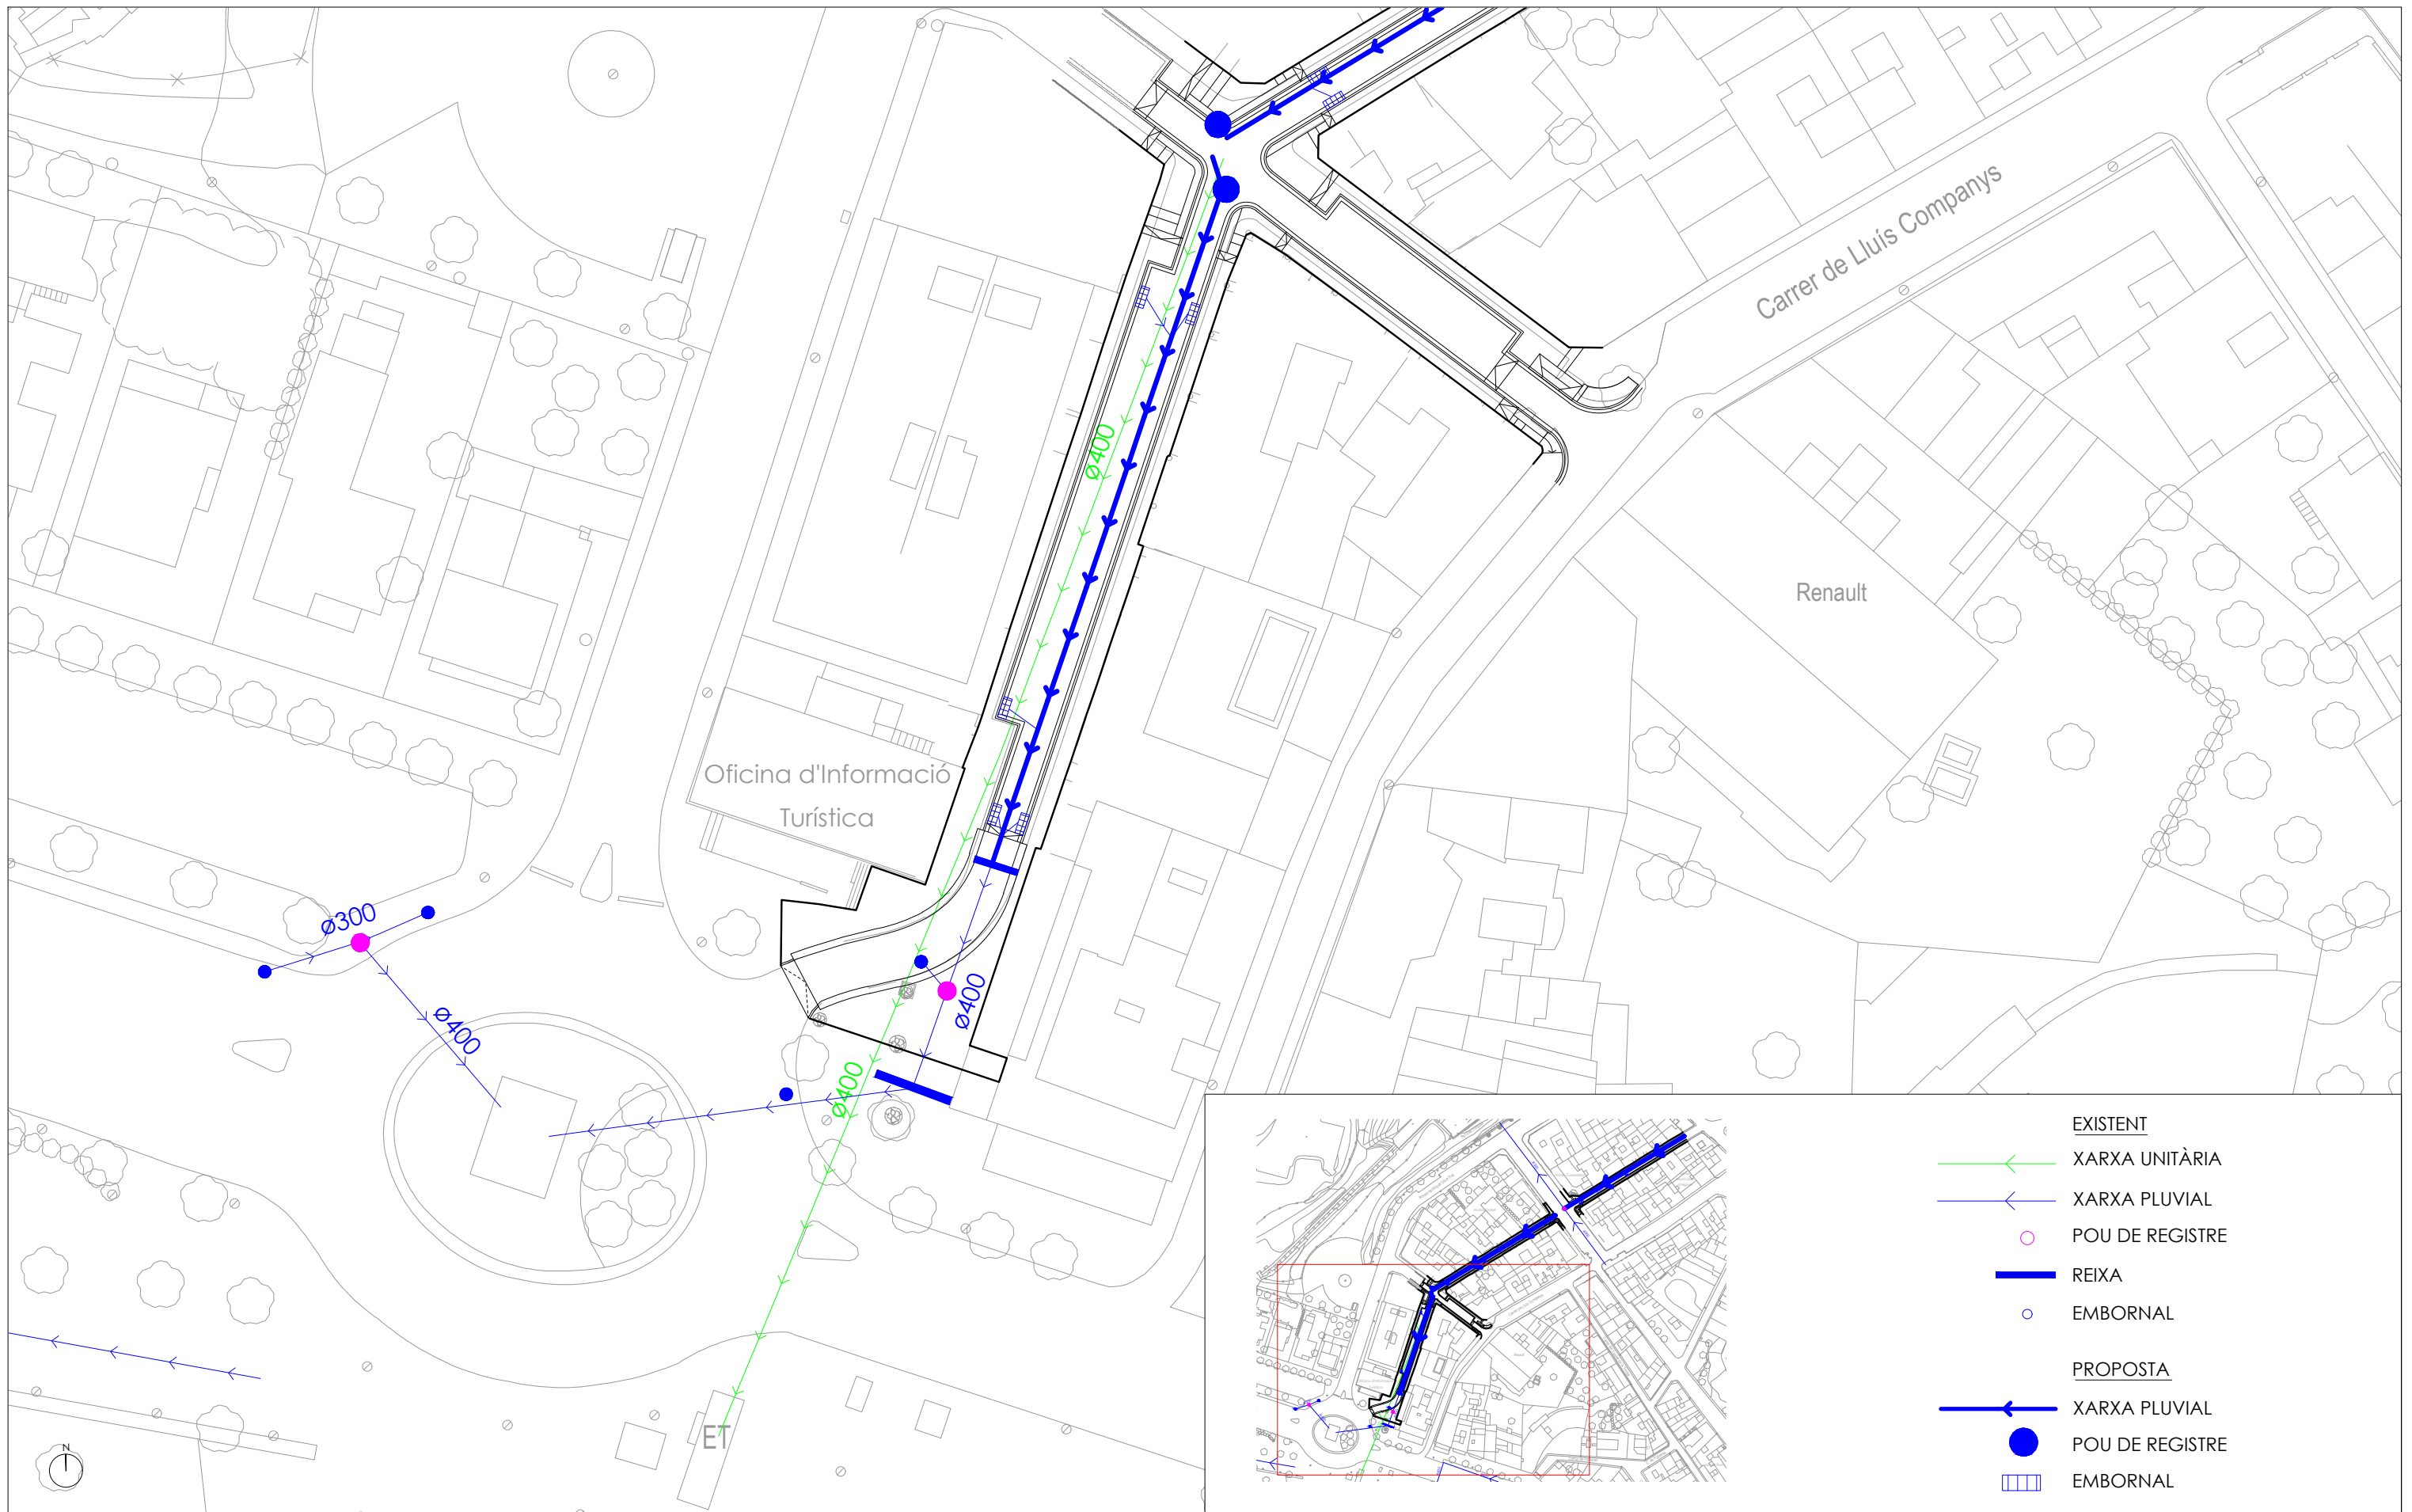 Carrer de Lluís Companys
ø400
Renault
Oficina d'Informació
Turística
ø300
ø400
ø400
ø400
ET
N
EXISTENT
XARXA UNITÀRIA
XARXA PLUVIAL
POU DE REGISTRE
REIXA
EMBORNAL
PROPOSTA
XARXA PLUVIAL
POU DE REGISTRE
EMBORNAL